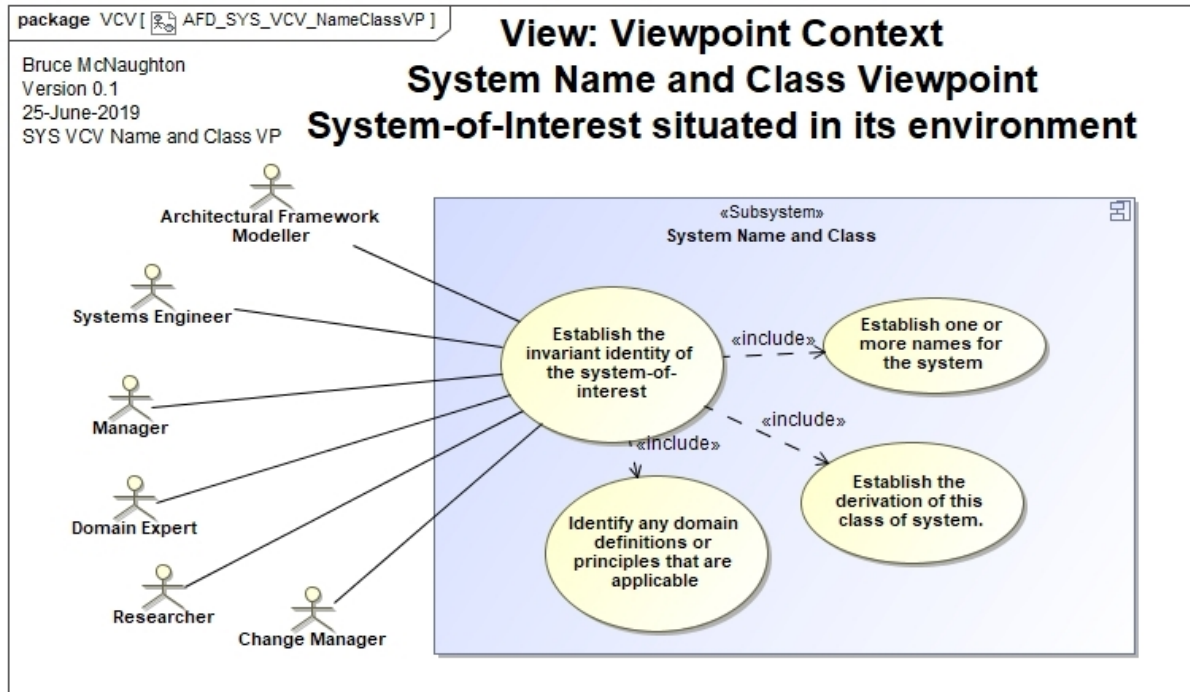 package VCV [ AFD_SYS_VCV_NameClassVP ]
View: Viewpoint Context
System Name and Class Viewpoint
System-of-Interest situated in its environment
Bruce McNaughton
Version 0.1
25-June-2019
SYS VCV Name and Class VP
Architectural Framework
Modeller
Systems Engineer
Manager
Domain Expert
Researcher
Change Manager
«Subsystem»
System Name and Class
Establish the
invariant identity of
the system-of-
interest
«include»
Establish one or
more names for
the system
«include»
Establish the
derivation of this
class of system.
«include»
Identify any domain
definitions or
principles that are
applicable